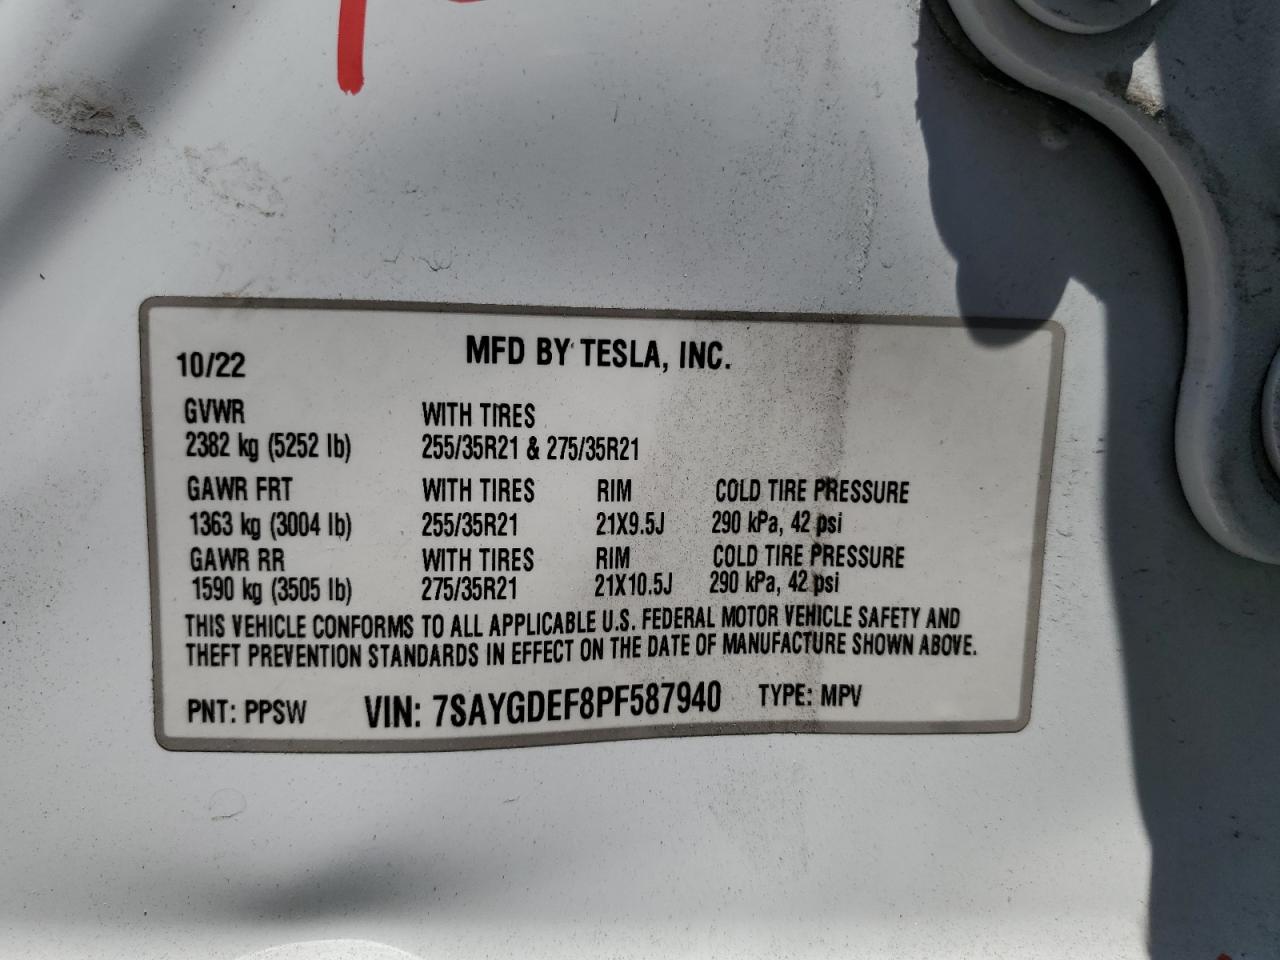 MFD BY TESLA, INC.
10/22
GVWR WITH TIRES
2382 kg (5252 lb) 255/35R21 & 275/35R21
GAWR FRT WITH TIRES RIM COLD TIRE PRESSURE
1363 kg (3004 lb) 255/35R21 21X9.5J 290 kPa, 42 psi
GAWR RR WITH TIRES RIM COLD TIRE PRESSURE
1590 kg (3505 lb) 275/35R21 21X10.5J 290 kPa, 42 psi
THIS VEHICLE CONFORMS TO ALL APPLICABLE U.S. FEDERAL MOTOR VEHICLE SAFETY AND
THEFT PREVENTION STANDARDS IN EFFECT ON THE DATE OF MANUFACTURE SHOWN ABOVE.
PNT: PPSW VIN: 7SAYGDEF8PF587940 TYPE: MPV